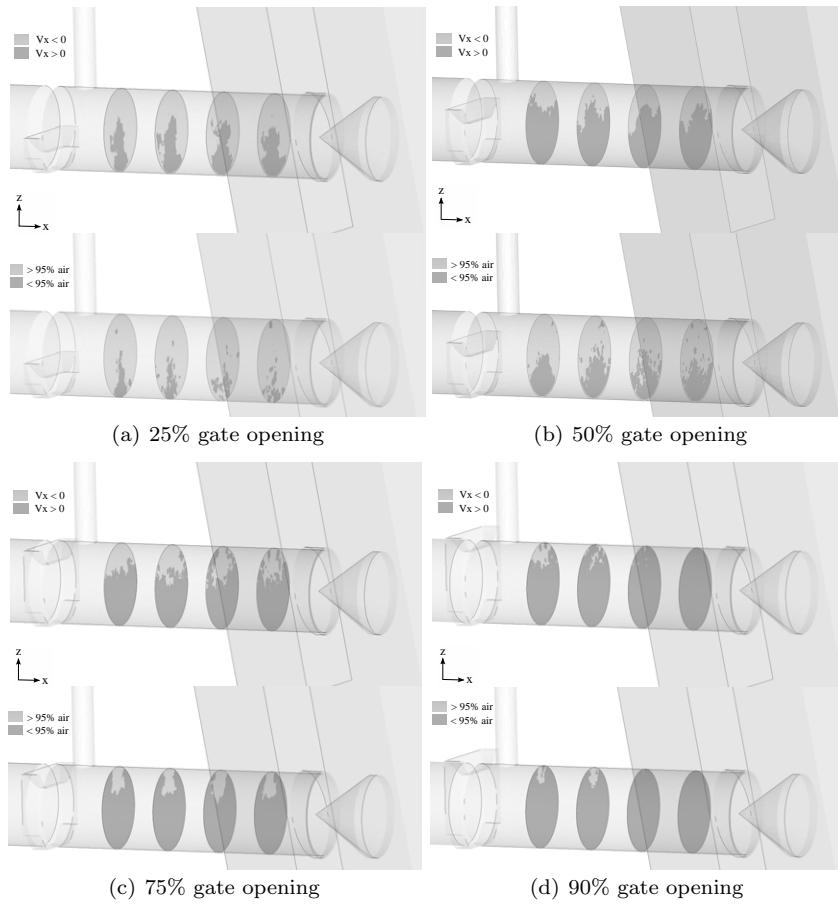 Vx < 0
Vx > 0
z
x
> 95% air
< 95% air
(a) 25% gate opening
Vx < 0
Vx > 0
z
x
> 95% air
< 95% air
(b) 50% gate opening
Vx < 0
Vx > 0
z
x
> 95% air
< 95% air
(c) 75% gate opening
Vx < 0
Vx > 0
z
x
> 95% air
< 95% air
(d) 90% gate opening